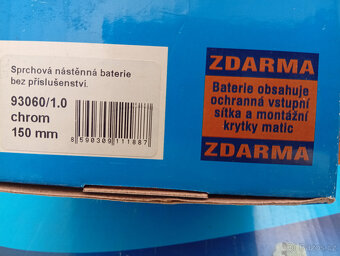 Sprchová nástěnná baterie
bez příslušenství.
93060/1.0
chrom
150 mm
8 590309 111887
ZDARMA
Baterie obsahuje
ochranná vstupní
sítka a montážní
krytky matic
ZDARMA